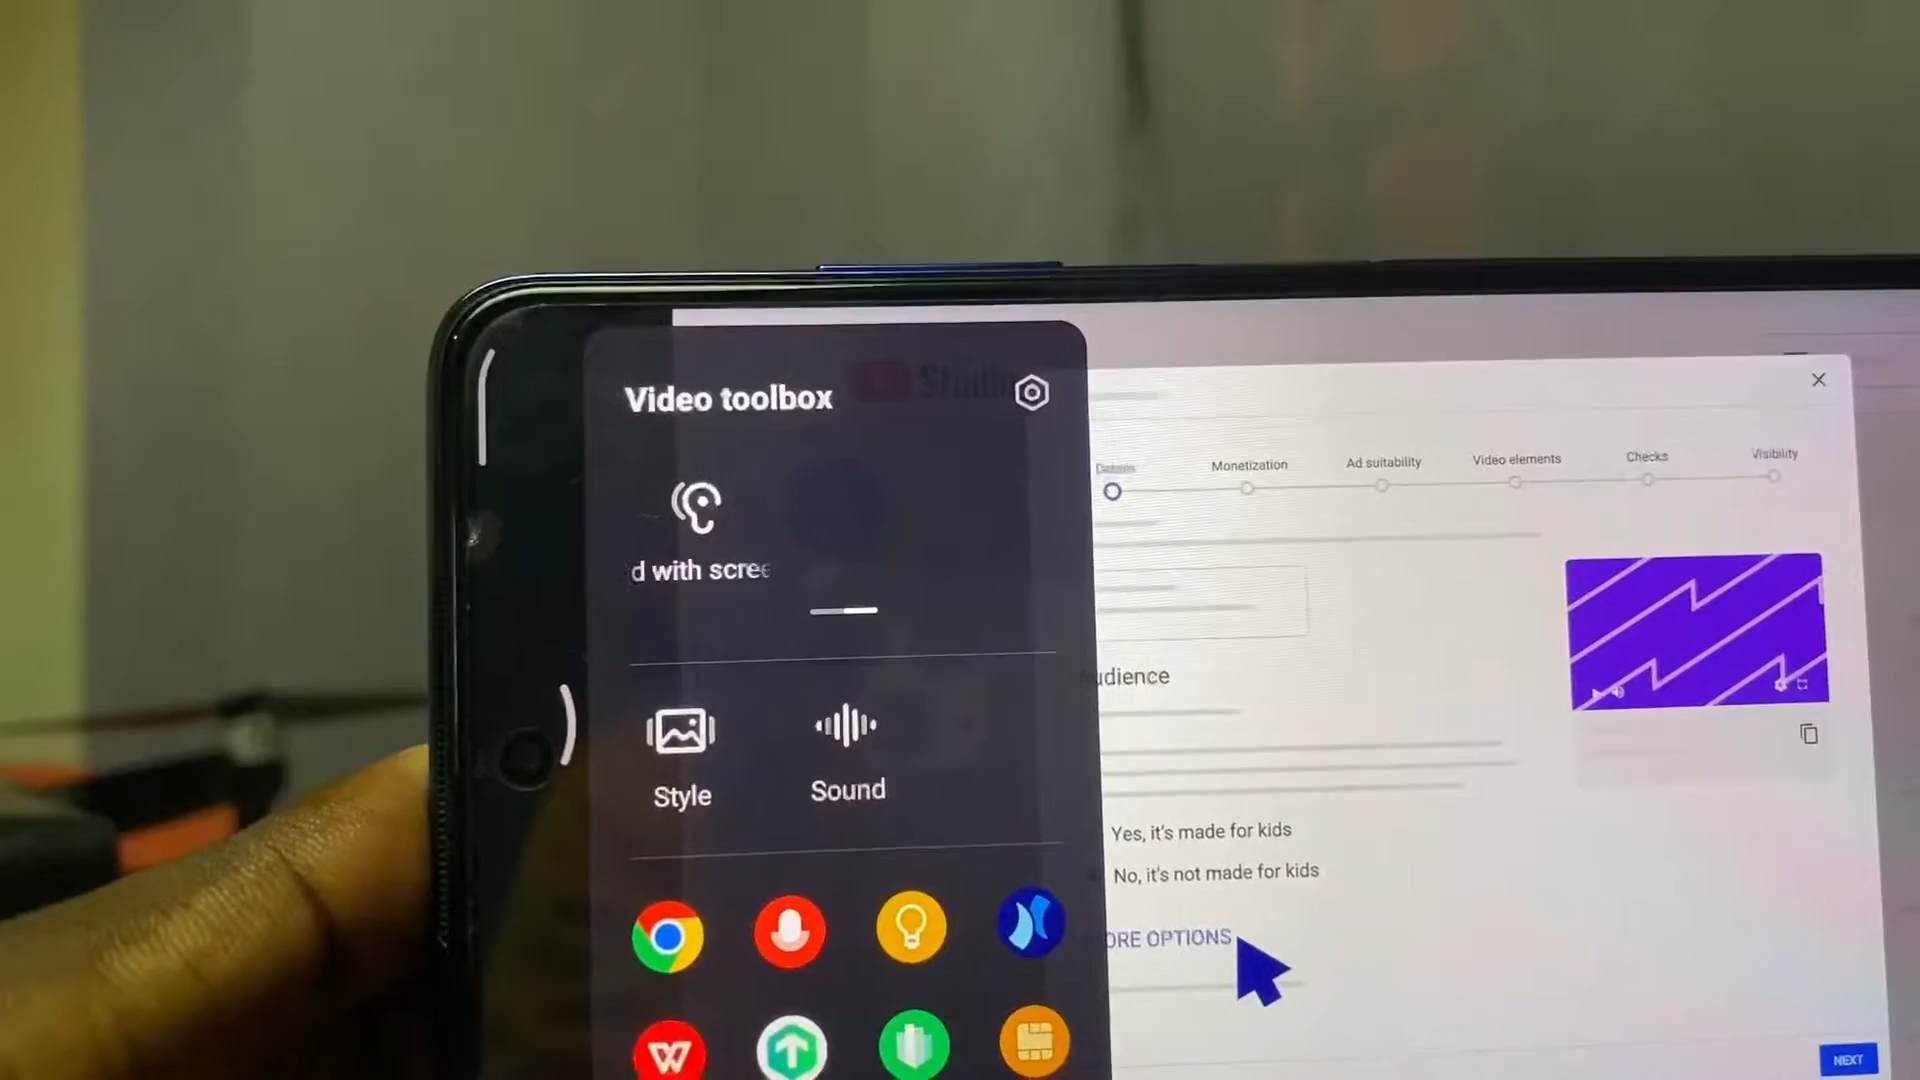 Video toolbox
Studio
d with scree
Style
Sound
Details
Monetization
Ad suitability
Video elements
Checks
Visibility
udience
Yes, it's made for kids
No, it's not made for kids
ORE OPTIONS
NEXT